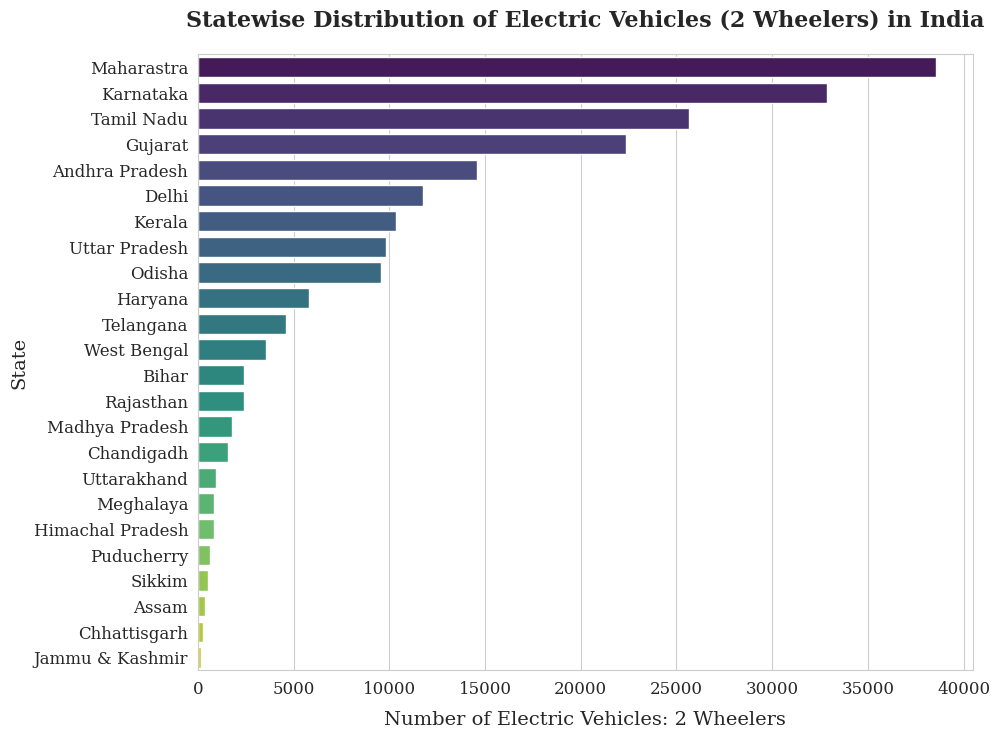 Statewise Distribution of Electric Vehicles (2 Wheelers) in India
State
Maharastra
Karnataka
Tamil Nadu
Gujarat
Andhra Pradesh
Delhi
Kerala
Uttar Pradesh
Odisha
Haryana
Telangana
West Bengal
Bihar
Rajasthan
Madhya Pradesh
Chandigadh
Uttarakhand
Meghalaya
Himachal Pradesh
Puducherry
Sikkim
Assam
Chhattisgarh
Jammu & Kashmir
0 5000 10000 15000 20000 25000 30000 35000 40000
Number of Electric Vehicles: 2 Wheelers